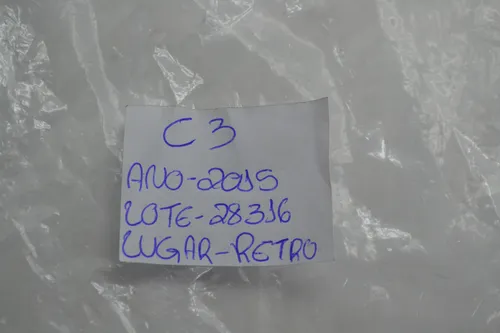 C3
ANO-2015
LOTE-28316
LUGAR-RETRO